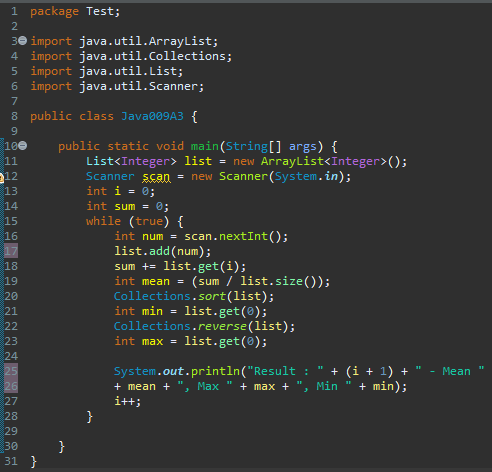 1 package Test;
2
3 import java.util.ArrayList;
4 import java.util.Collections;
5 import java.util.List;
6 import java.util.Scanner;
7
8 public class Java009A3 {
9
10 public static void main(String[] args) {
11 List<Integer> list = new ArrayList<Integer>();
12 Scanner scan = new Scanner(System.in);
13 int i = 0;
14 int sum = 0;
15 while (true) {
16 int num = scan.nextInt();
17 list.add(num);
18 sum += list.get(i);
19 int mean = (sum / list.size());
20 Collections.sort(list);
21 int min = list.get(0);
22 Collections.reverse(list);
23 int max = list.get(0);
24
25 System.out.println("Result : " + (i + 1) + " - Mean "
26 + mean + ", Max " + max + ", Min " + min);
27 i++;
28 }
29
30 }
31 }